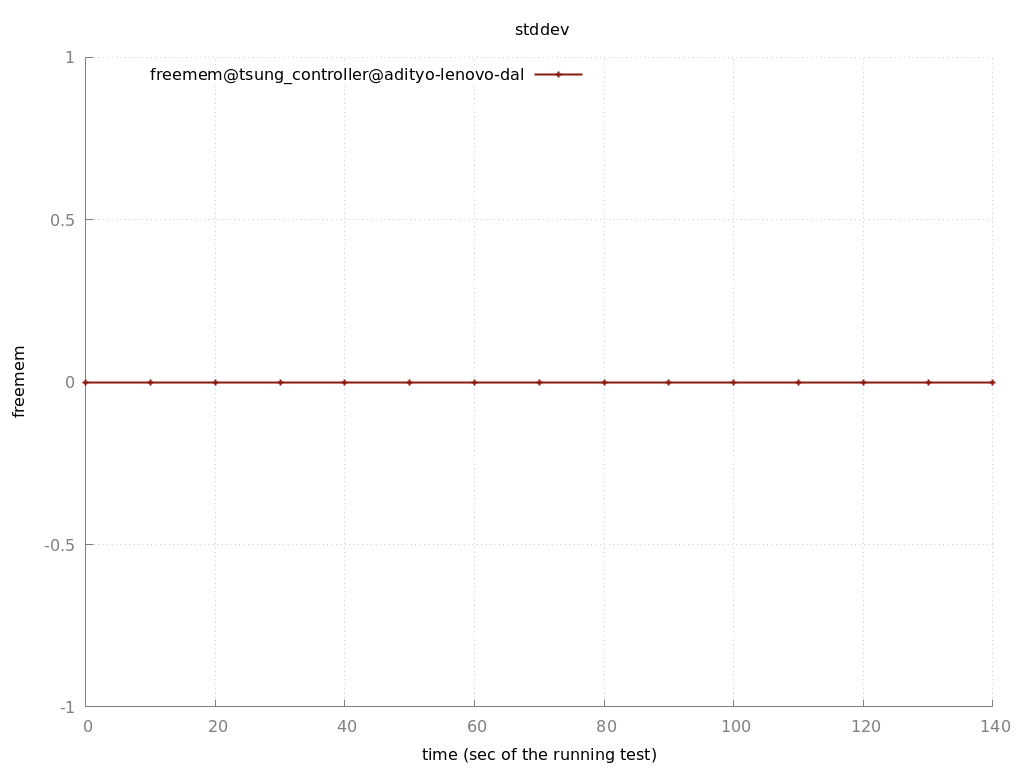 stddev
freemem@tsung_controller@adityo-lenovo-dal
1
0.5
0
-0.5
-1
freemem
0 20 40 60 80 100 120 140
time (sec of the running test)